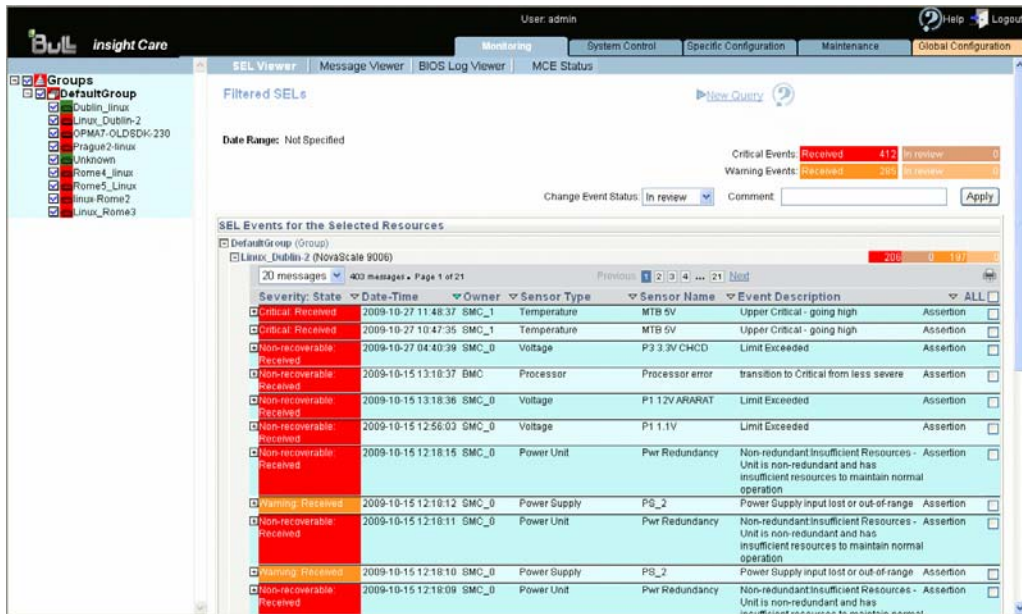 User: admin
Help Logout
Bull insight Care
Monitoring System Control Specific Configuration Maintenance Global Configuration
SEL Viewer Message Viewer BIOS Log Viewer MCE Status
Groups
DefaultGroup
Dublin_linux
Linux_Dublin-2
OPMA7-OLDSDK-230
Prague2-linux
Unknown
Rome4_linux
Rome5_Linux
linux-Rome2
Linux_Rome3
Filtered SELs
New Query
Date Range: Not Specified
Critical Events: Received 412 In review 0
Warning Events: Received 285 In review 0
Change Event Status: In review Comment: Apply
SEL Events for the Selected Resources
DefaultGroup (Group)
Linux_Dublin-2 (NovaScale 9006) 206 0 197 0
20 messages 403 messages. Page 1 of 21 Previous 1 2 3 4 ... 21 Next
Severity: State Date-Time Owner Sensor Type Sensor Name Event Description ALL
Critical: Received 2009-10-27 11:48:37 SMC_1 Temperature MTB 5V Upper Critical - going high Assertion
Critical: Received 2009-10-27 10:47:35 SMC_1 Temperature MTB 5V Upper Critical - going high Assertion
Non-recoverable: 2009-10-27 04:40:39 SMC_0 Voltage P3 3.3V CHCD Limit Exceeded Assertion
Received
Non-recoverable: 2009-10-15 13:18:37 BMC Processor Processor error transition to Critical from less severe Assertion
Received
Non-recoverable: 2009-10-15 13:18:36 SMC_0 Voltage P1 12V ARARAT Limit Exceeded Assertion
Received
Non-recoverable: 2009-10-15 12:56:03 SMC_0 Voltage P1 1.1V Limit Exceeded Assertion
Received
Non-recoverable: 2009-10-15 12:18:15 SMC_0 Power Unit Pwr Redundancy Non-redundant:Insufficient Resources - Assertion
Received Unit is non-redundant and has
insufficient resources to maintain normal
operation
Warning: Received 2009-10-15 12:18:12 SMC_0 Power Supply PS_2 Power Supply input lost or out-of-range Assertion
Non-recoverable: 2009-10-15 12:18:11 SMC_0 Power Unit Pwr Redundancy Non-redundant:Insufficient Resources - Assertion
Received Unit is non-redundant and has
insufficient resources to maintain normal
operation
Warning: Received 2009-10-15 12:18:10 SMC_0 Power Supply PS_2 Power Supply input lost or out-of-range Assertion
Non-recoverable: 2009-10-15 12:18:09 SMC_0 Power Unit Pwr Redundancy Non-redundant:Insufficient Resources - Assertion
Received Unit is non-redundant and has